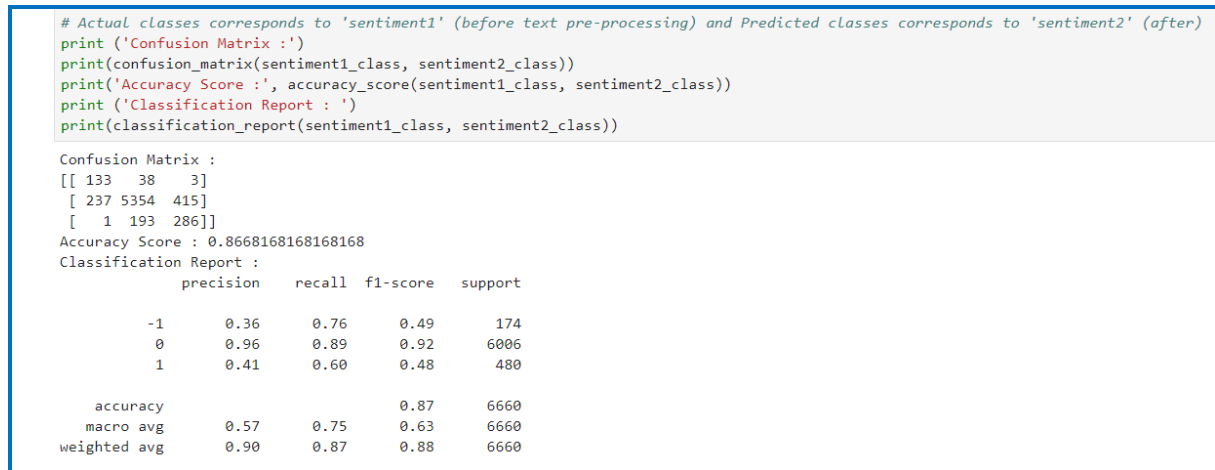 # Actual classes corresponds to 'sentiment1' (before text pre-processing) and Predicted classes corresponds to 'sentiment2' (after)
print ('Confusion Matrix :')
print(confusion_matrix(sentiment1_class, sentiment2_class))
print('Accuracy Score :', accuracy_score(sentiment1_class, sentiment2_class))
print ('Classification Report : ')
print(classification_report(sentiment1_class, sentiment2_class))
Confusion Matrix :
[[ 133   38    3]
 [ 237 5354  415]
 [   1  193  286]]
Accuracy Score : 0.8668168168168168
Classification Report :
              precision    recall  f1-score   support
          -1       0.36      0.76      0.49       174
           0       0.96      0.89      0.92      6006
           1       0.41      0.60      0.48       480
    accuracy                           0.87      6660
   macro avg       0.57      0.75      0.63      6660
weighted avg       0.90      0.87      0.88      6660